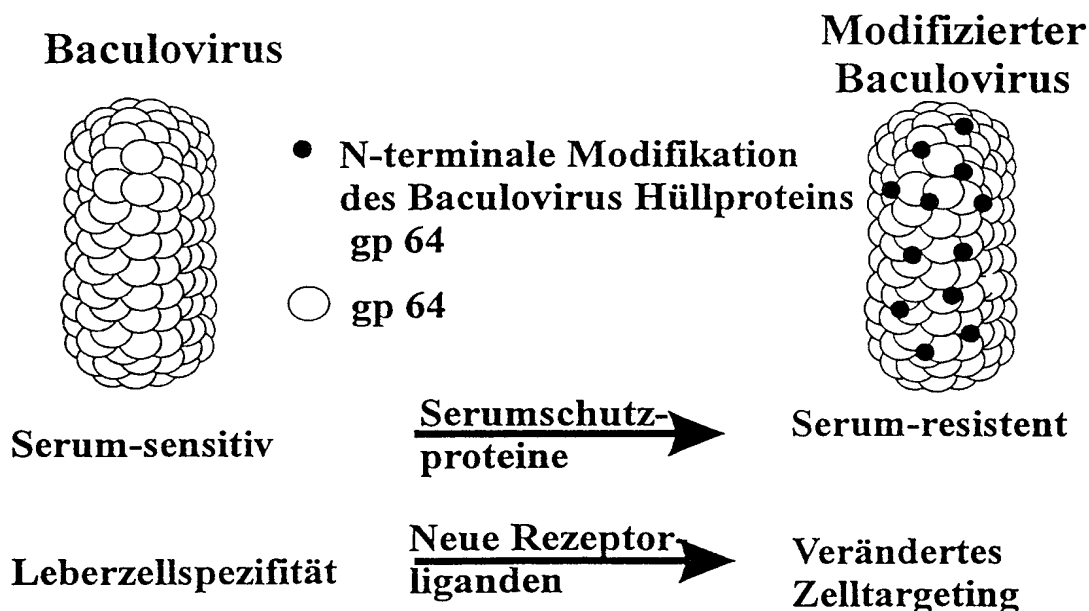 Baculovirus
Modifizierter
Baculovirus
N-terminale Modifikation
des Baculovirus Hüllproteins
gp 64
gp 64
Serum-sensitiv
Serumschutz-
proteine
Serum-resistent
Leberzellspezifität
Neue Rezeptor-
liganden
Verändertes
Zelltargeting